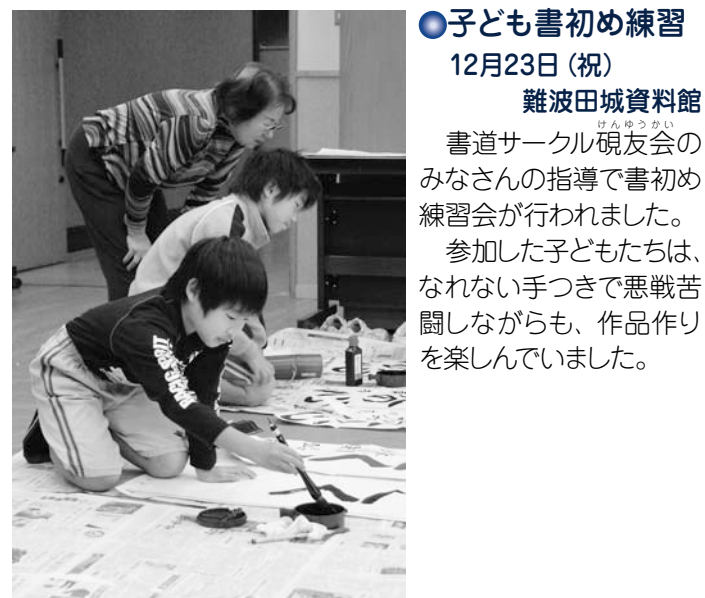 ●子ども書初め練習
12月23日（祝）
難波田城資料館
けんゆうかい
書道サークル硯友会の
みなさんの指導で書初め
練習会が行われました。
参加した子どもたちは、
なれない手つきで悪戦苦
闘しながらも、作品作り
を楽しんでいました。